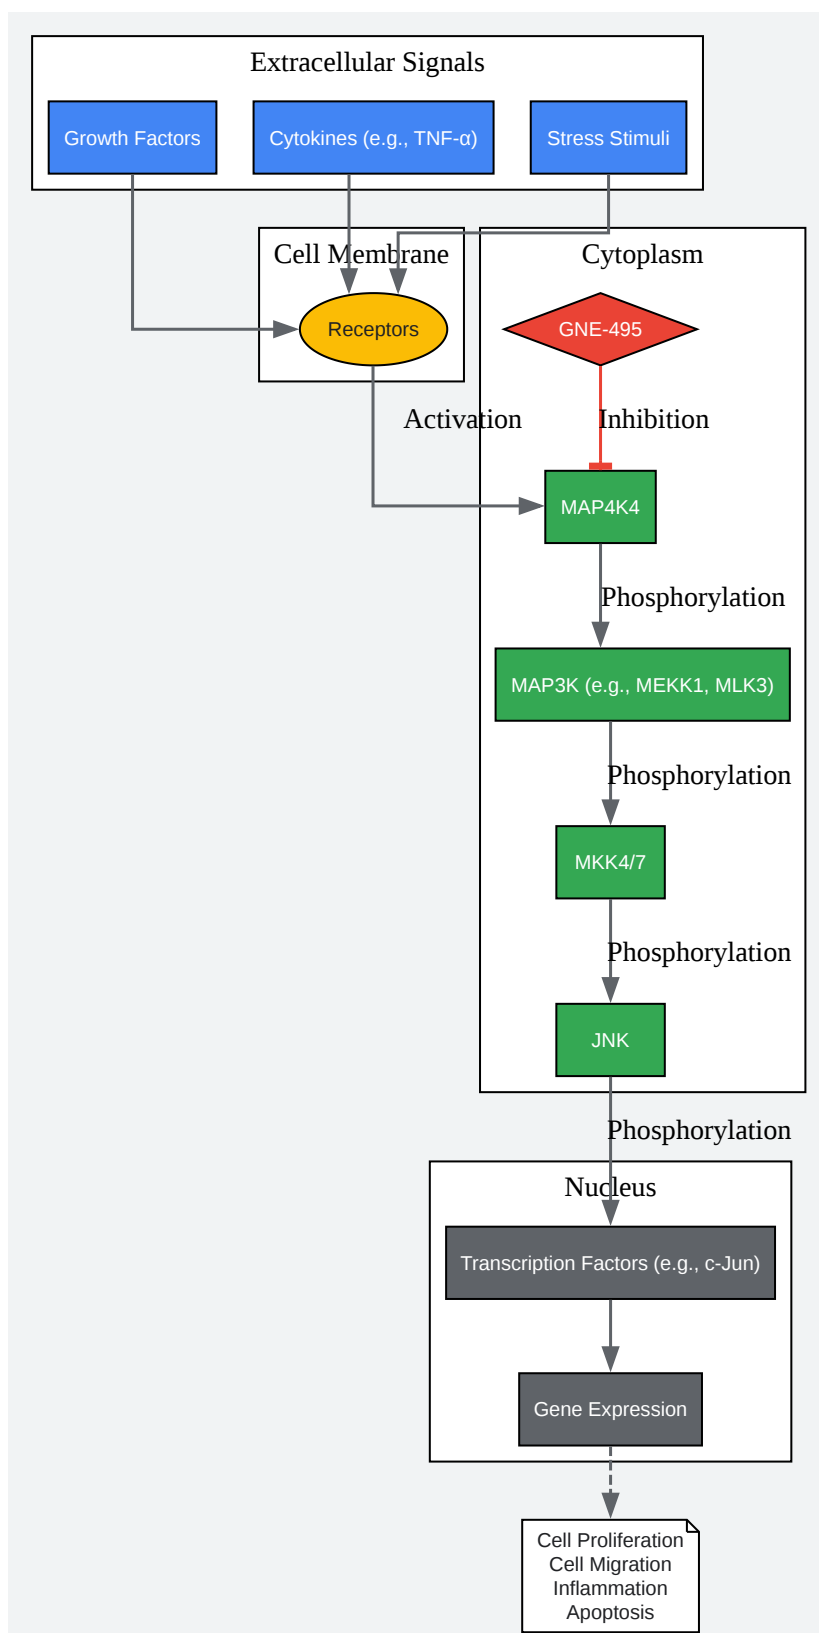 Extracellular Signals
Growth Factors
Cytokines (e.g., TNF-α)
Stress Stimuli
Cell Membrane
Cytoplasm
Receptors
GNE-495
Activation
Inhibition
MAP4K4
Phosphorylation
MAP3K (e.g., MEKK1, MLK3)
Phosphorylation
MKK4/7
Phosphorylation
JNK
Phosphorylation
Nucleus
Transcription Factors (e.g., c-Jun)
Gene Expression
Cell Proliferation
Cell Migration
Inflammation
Apoptosis